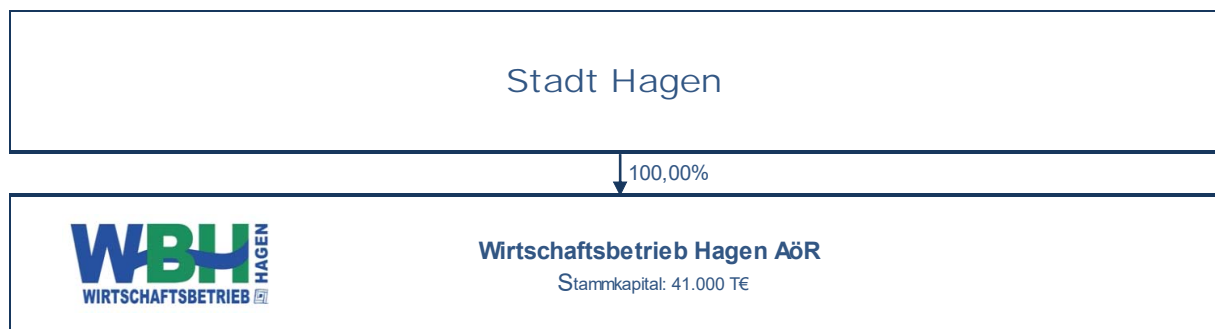 Stadt Hagen
100,00%
WBH HAGEN
WIRTSCHAFTSBETRIEB
Wirtschaftsbetrieb Hagen AöR
Stammkapital: 41.000 T€